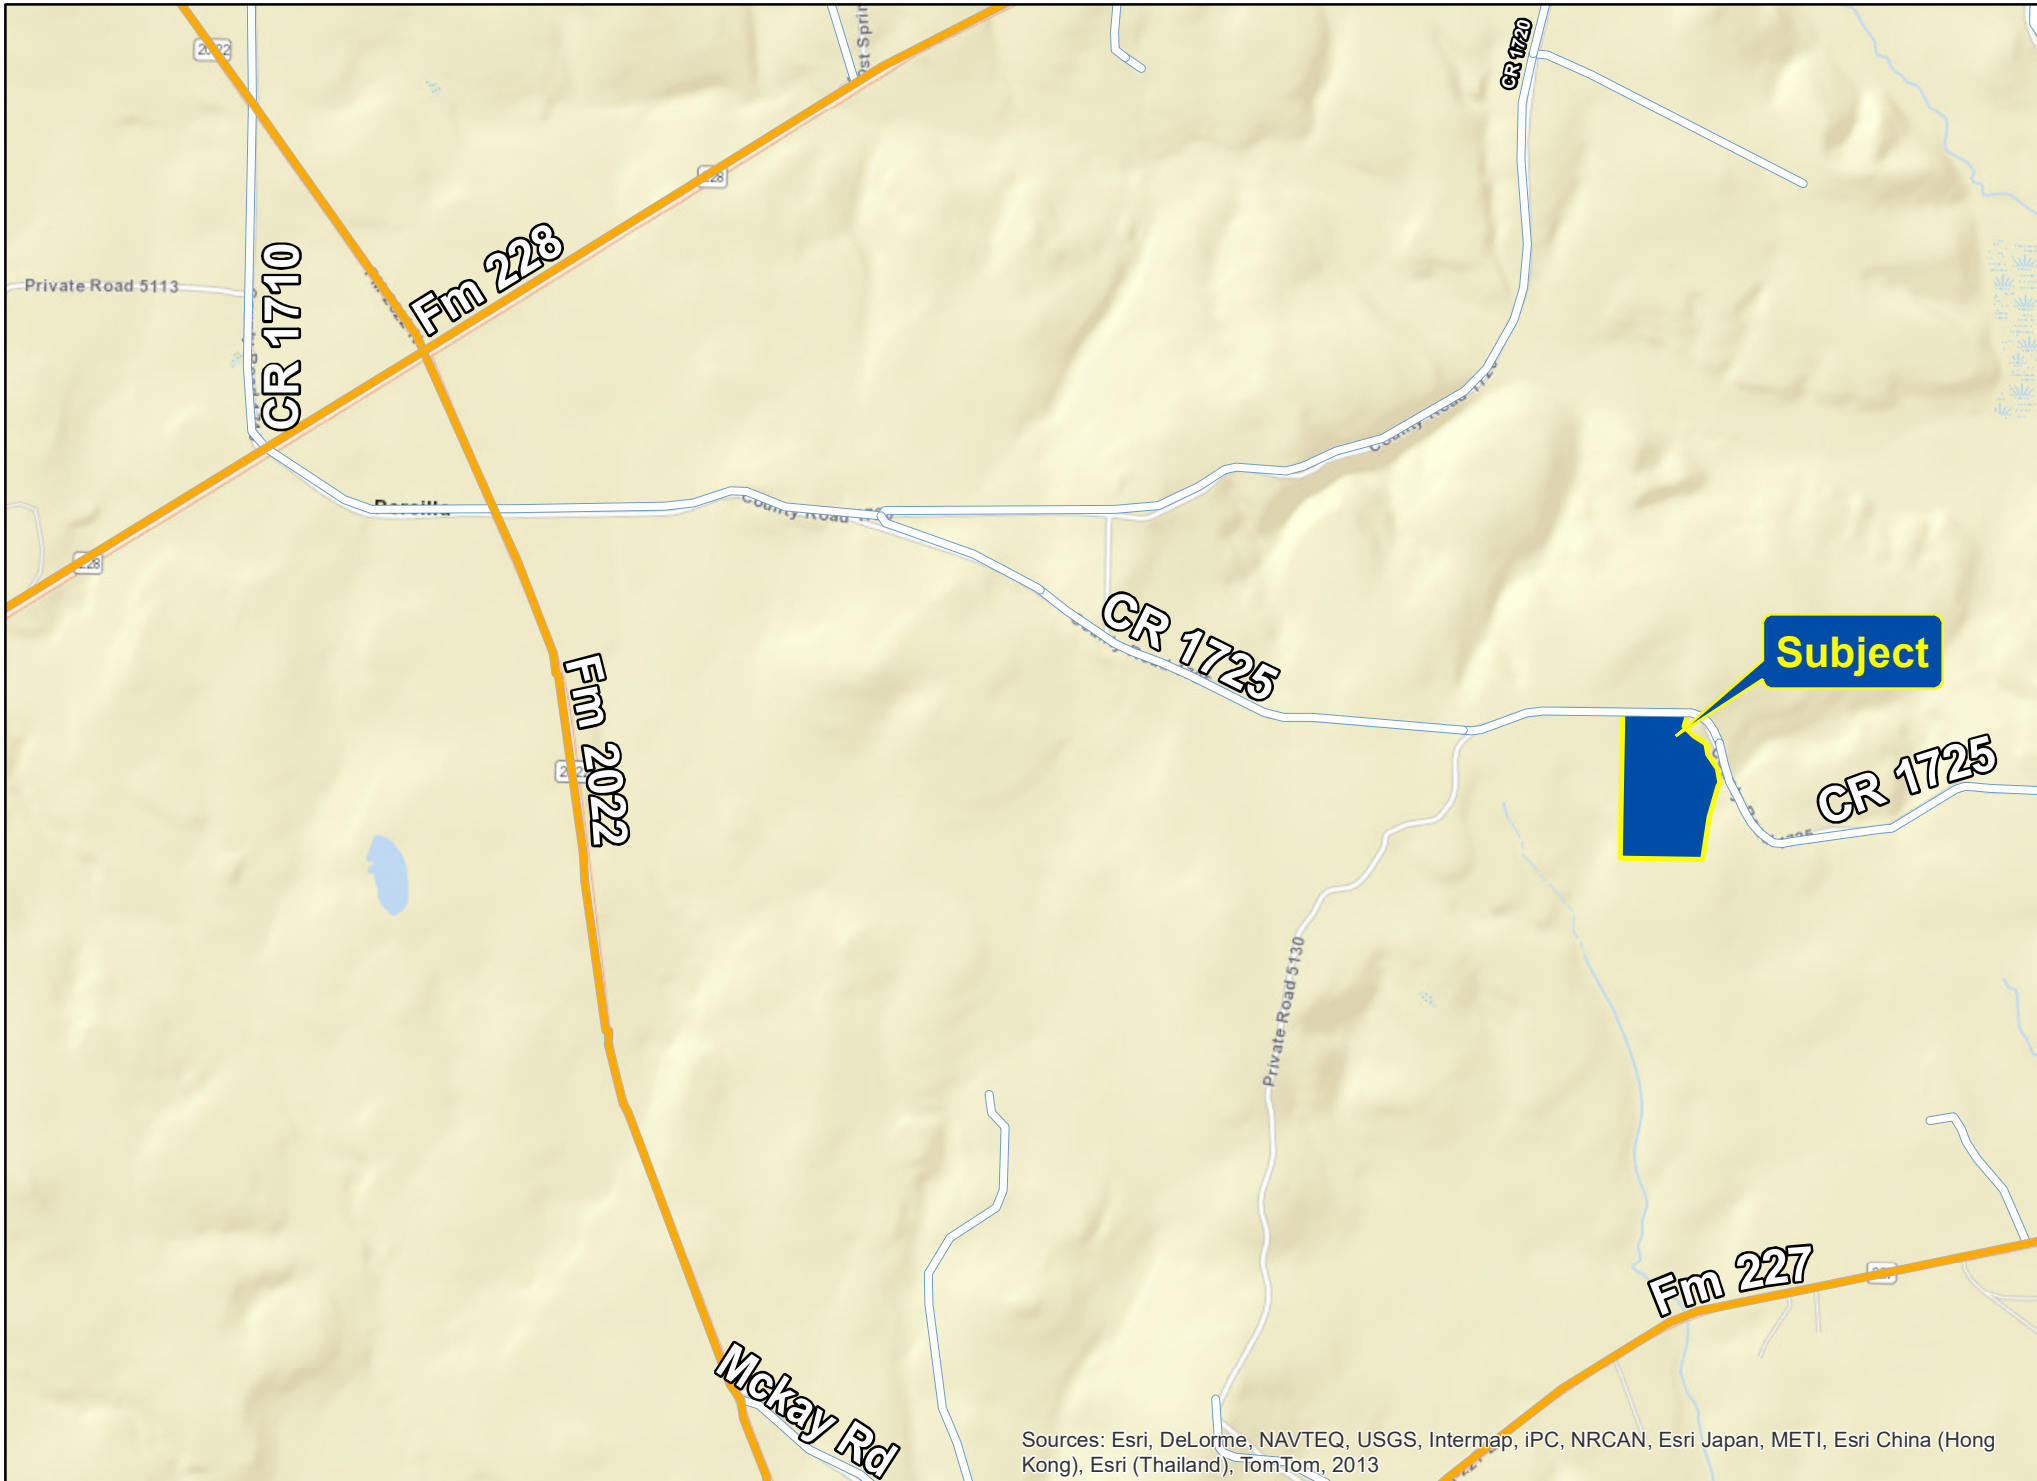 CR 1720
Fm 228
Private Road 5113
CR 1710
CR 1725
Subject
Fm 2022
CR 1725
Private Road 5130
Fm 227
Mckay Rd
Sources: Esri, DeLorme, NAVTEQ, USGS, Intermap, iPC, NRCAN, Esri Japan, METI, Esri China (Hong
Kong), Esri (Thailand), TomTom, 2013